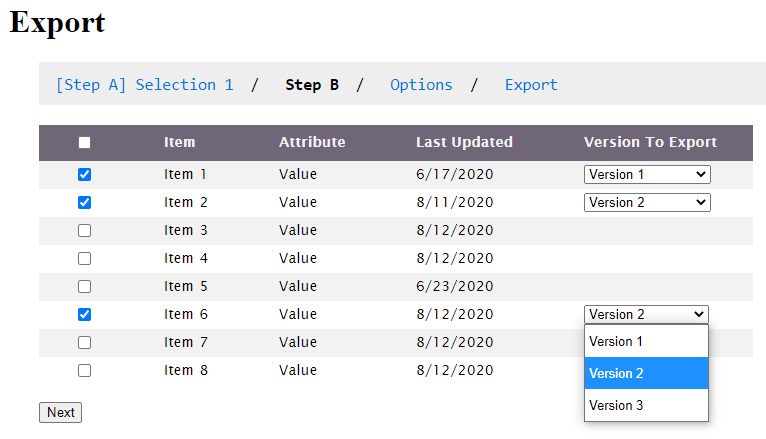 Export
[Step A] Selection 1 / Step B / Options / Export
Item Attribute Last Updated Version To Export
Item 1 Value 6/17/2020 Version 1
Item 2 Value 8/11/2020 Version 2
Item 3 Value 8/12/2020
Item 4 Value 8/12/2020
Item 5 Value 6/23/2020
Item 6 Value 8/12/2020 Version 2
Item 7 Value 8/12/2020 Version 1
Item 8 Value 8/12/2020 Version 2
Version 3
Next